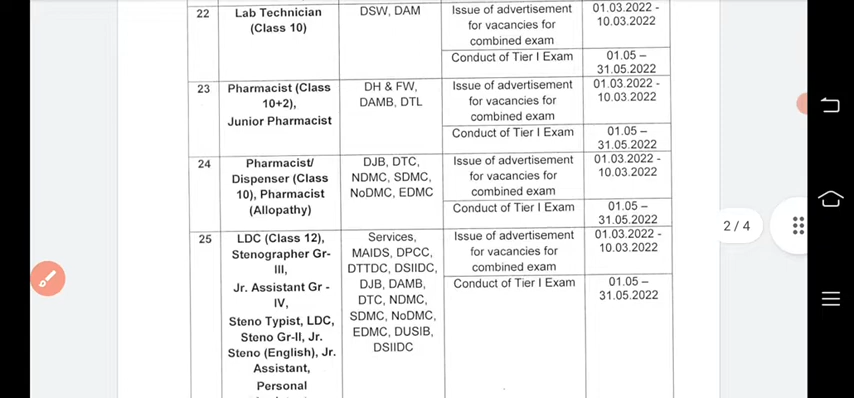 22
Lab Technician
(Class 10)
DSW, DAM
Issue of advertisement
for vacancies for
combined exam
01.03.2022 -
10.03.2022
Conduct of Tier I Exam
01.05 –
31.05.2022
23
Pharmacist (Class
10+2),
Junior Pharmacist
DH & FW,
DAMB, DTL
Issue of advertisement
for vacancies for
combined exam
01.03.2022 -
10.03.2022
Conduct of Tier I Exam
01.05 –
31.05.2022
24
Pharmacist/
Dispenser (Class
10), Pharmacist
(Allopathy)
DJB, DTC,
NDMC, SDMC,
NoDMC, EDMC
Issue of advertisement
for vacancies for
combined exam
01.03.2022 -
10.03.2022
Conduct of Tier I Exam
01.05 –
31.05.2022
25
LDC (Class 12),
Stenographer Gr-
III,
Jr. Assistant Gr -
IV,
Steno Typist, LDC,
Steno Gr-II, Jr.
Steno (English), Jr.
Assistant,
Personal
Services,
MAIDS, DPCC,
DTTDC, DSIIDC,
DJB, DAMB,
DTC, NDMC,
SDMC, NoDMC,
EDMC, DUSIB,
DSIIDC
Issue of advertisement
for vacancies for
combined exam
01.03.2022 -
10.03.2022
Conduct of Tier I Exam
01.05 –
31.05.2022
2 / 4